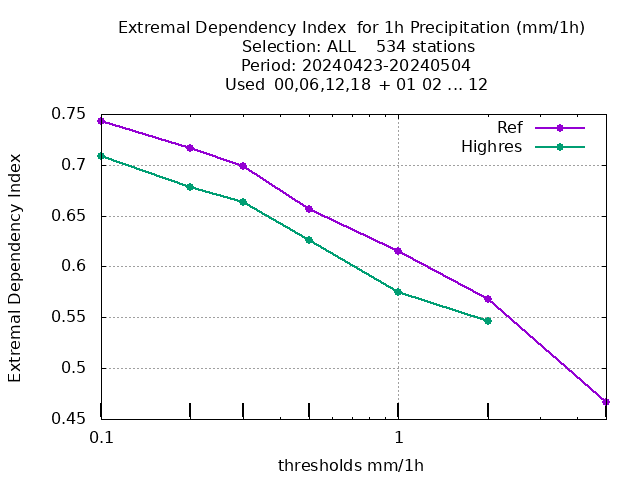 Extremal Dependency Index  for 1h Precipitation (mm/1h)
Selection: ALL    534 stations
Period: 20240423-20240504
Used  00,06,12,18 + 01 02 ... 12
0.75
0.7
0.65
0.6
0.55
0.5
0.45
Extremal Dependency Index
Ref
Highres
0.1
1
thresholds mm/1h